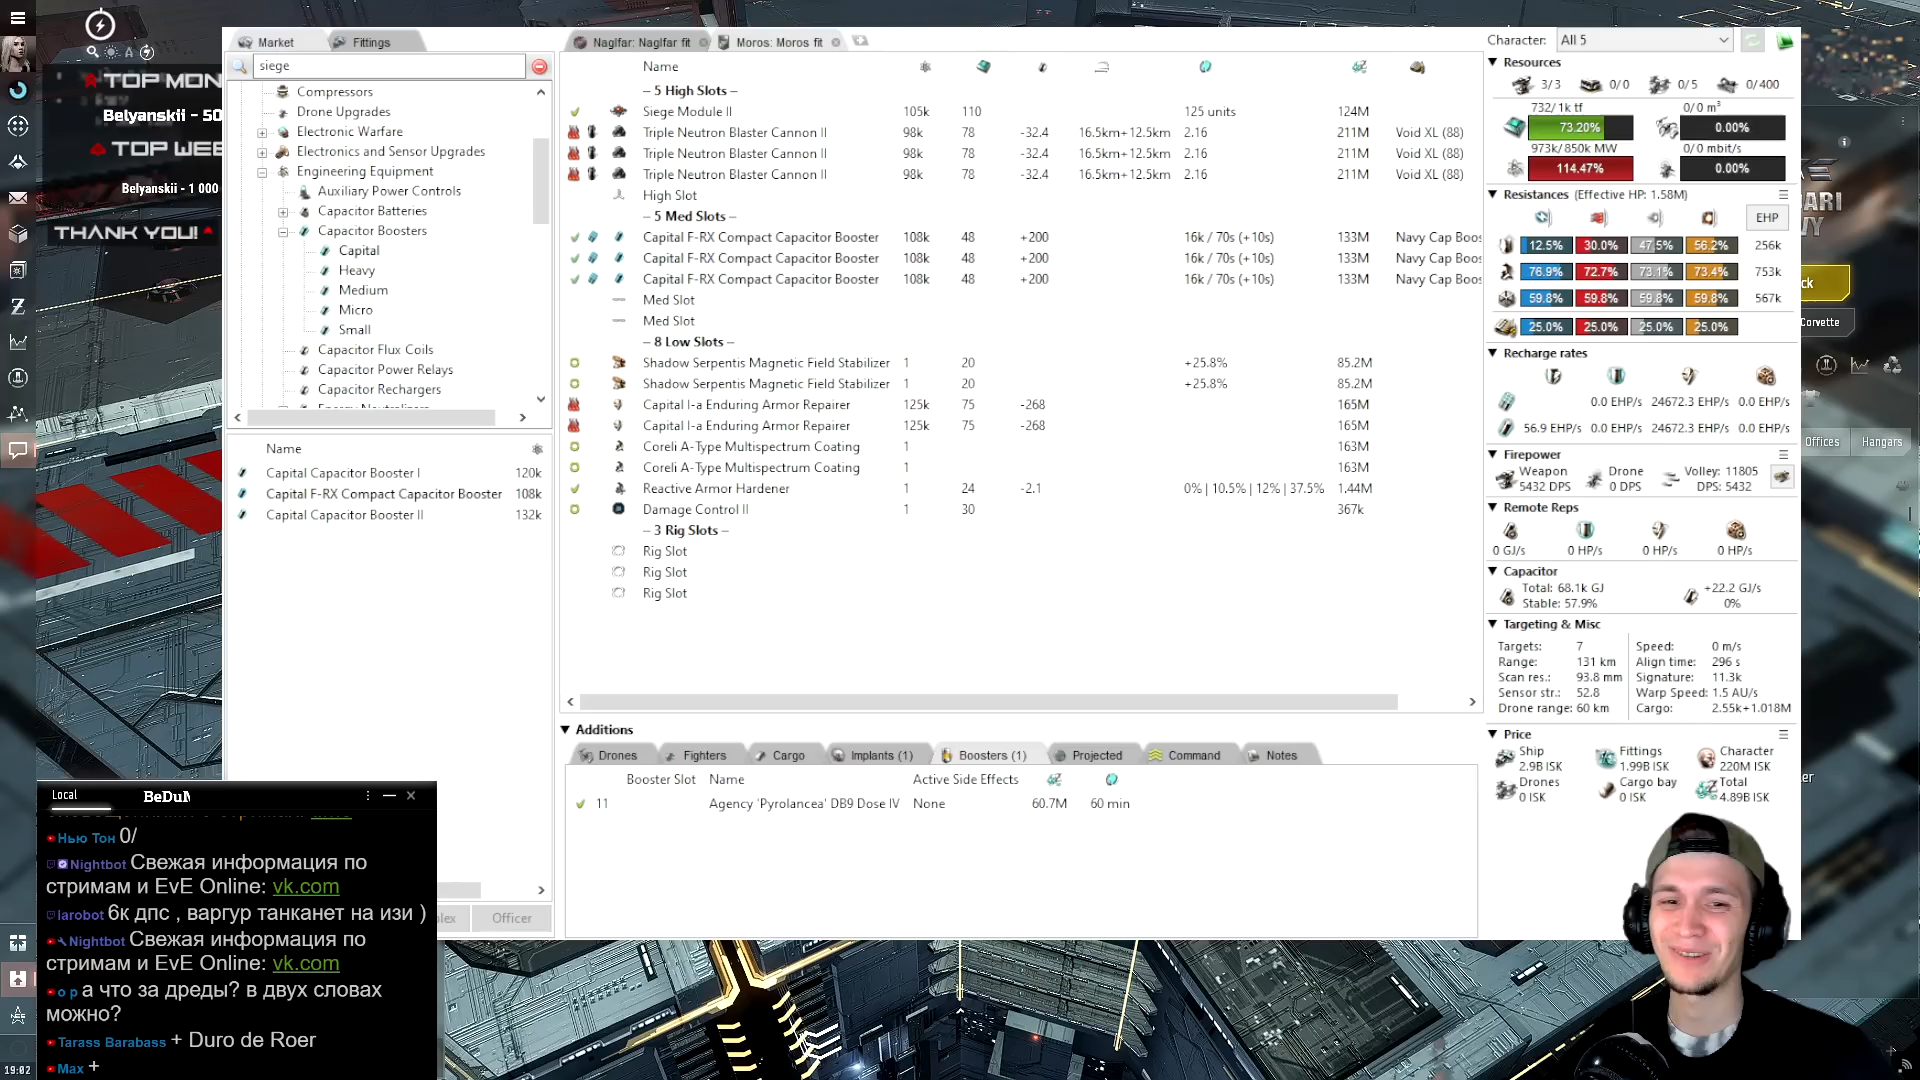 TOP MON
Belyanskii - 50
TOP WEE
Belyanskii - 1 000
THANK YOU!
19:02
Market
Fittings
siege
Compressors
Drone Upgrades
Electronic Warfare
Electronics and Sensor Upgrades
Engineering Equipment
Auxiliary Power Controls
Capacitor Batteries
Capacitor Boosters
Capital
Heavy
Medium
Micro
Small
Capacitor Flux Coils
Capacitor Power Relays
Capacitor Rechargers
Name
Capital Capacitor Booster I 120k
Capital F-RX Compact Capacitor Booster 108k
Capital Capacitor Booster II 132k
Officer
Naglfar: Naglfar fit
Moros: Moros fit
Name
– 5 High Slots –
Siege Module II 105k 110 125 units 124M
Triple Neutron Blaster Cannon II 98k 78 -32.4 16.5km+12.5km 2.16 211M Void XL (88)
Triple Neutron Blaster Cannon II 98k 78 -32.4 16.5km+12.5km 2.16 211M Void XL (88)
Triple Neutron Blaster Cannon II 98k 78 -32.4 16.5km+12.5km 2.16 211M Void XL (88)
High Slot
– 5 Med Slots –
Capital F-RX Compact Capacitor Booster 108k 48 +200 16k / 70s (+10s) 133M Navy Cap Boos
Capital F-RX Compact Capacitor Booster 108k 48 +200 16k / 70s (+10s) 133M Navy Cap Boos
Capital F-RX Compact Capacitor Booster 108k 48 +200 16k / 70s (+10s) 133M Navy Cap Boos
Med Slot
Med Slot
– 8 Low Slots –
Shadow Serpentis Magnetic Field Stabilizer 1 20 +25.8% 85.2M
Shadow Serpentis Magnetic Field Stabilizer 1 20 +25.8% 85.2M
Capital I-a Enduring Armor Repairer 125k 75 -268 165M
Capital I-a Enduring Armor Repairer 125k 75 -268 165M
Coreli A-Type Multispectrum Coating 1 163M
Coreli A-Type Multispectrum Coating 1 163M
Reactive Armor Hardener 1 24 -2.1 0% | 10.5% | 12% | 37.5% 1.44M
Damage Control II 1 30 367k
– 3 Rig Slots –
Rig Slot
Rig Slot
Rig Slot
Additions
Drones Fighters Cargo Implants (1) Boosters (1) Projected Command Notes
Booster Slot Name Active Side Effects
11 Agency 'Pyrolancea' DB9 Dose IV None 60.7M 60 min
Character: All 5
Resources
3/3 0/0 0/5 0/400
732/ 1k tf 0/ 0 m³
73.20% 0.00%
973k/ 850k MW 0/ 0 mbit/s
114.47% 0.00%
Resistances (Effective HP: 1.58M)
EHP
12.5% 30.0% 47.5% 56.2% 256k
76.9% 72.7% 73.1% 73.4% 753k
59.8% 59.8% 59.8% 59.8% 567k
25.0% 25.0% 25.0% 25.0%
Recharge rates
0.0 EHP/s 24672.3 EHP/s 0.0 EHP/s
56.9 EHP/s 0.0 EHP/s 24672.3 EHP/s 0.0 EHP/s
Firepower
Weapon Drone Volley: 11805
5432 DPS 0 DPS DPS: 5432
Remote Reps
0 GJ/s 0 HP/s 0 HP/s 0 HP/s
Capacitor
Total: 68.1k GJ +22.2 GJ/s
Stable: 57.9% 0%
Targeting & Misc
Targets: 7 Speed: 0 m/s
Range: 131 km Align time: 296 s
Scan res.: 93.8 mm Signature: 11.3k
Sensor str.: 52.8 Warp Speed: 1.5 AU/s
Drone range: 60 km Cargo: 2.55k+1.018M
Price
Ship Fittings Character
2.9B ISK 1.99B ISK 220M ISK
Drones Cargo bay Total
0 ISK 0 ISK 4.89B ISK
ARI
ck
Corvette
Offices Hangars
Local BeDuN
Нью Тон 0/
Nightbot Свежая информация по
стримам и EvE Online: vk.com
larobot 6к дпс , варгур танканет на изи )
Nightbot Свежая информация по
стримам и EvE Online: vk.com
о р а что за дреды? в двух словах
можно?
Tarass Barabass + Duro de Roer
Max +